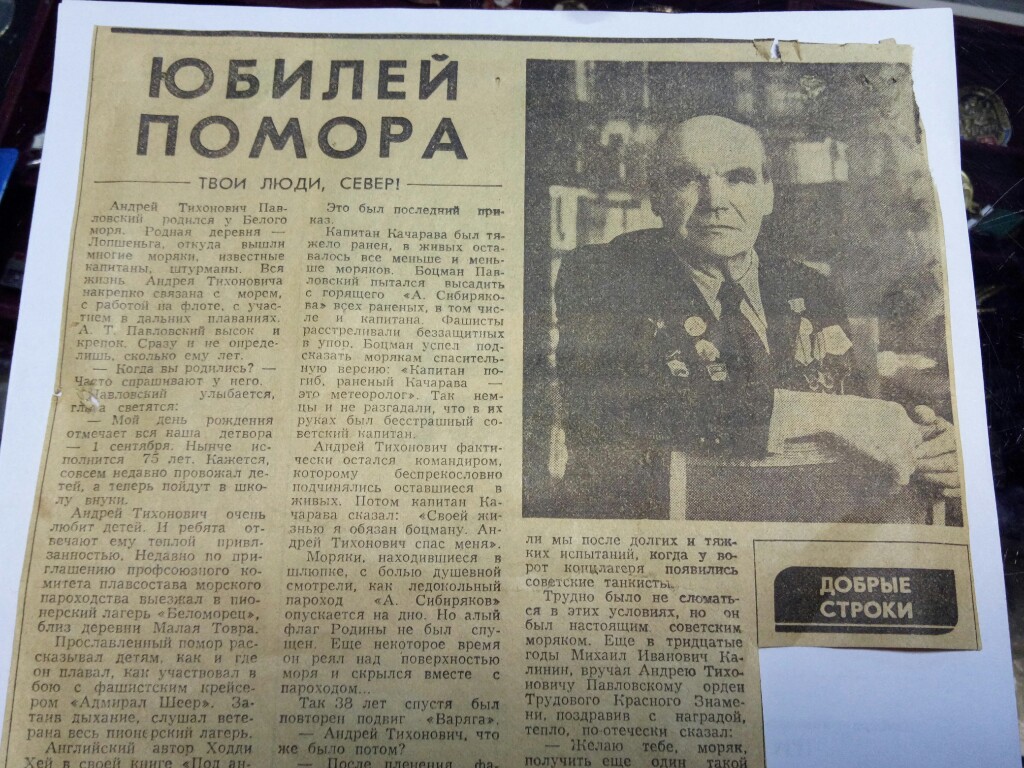 ЮБИЛЕЙ
ПОМОРА
ТВОИ ЛЮДИ, СЕВЕР!
Андрей Тихонович Пав-
ловский родился у Белого
моря. Родная деревня —
Лопшеньга, откуда вышли
многие моряки, известные
капитаны, штурманы. Вся
жизнь Андрея Тихоновича
накрепко связана с морем,
с работой на флоте, с учас-
тием в дальних плаваниях.
А. Т. Павловский высок и
крепок. Сразу и не опреде-
лишь, сколько ему лет.
— Когда вы родились? —
Часто спрашивают у него.
Павловский улыбается,
светятся:
— Мой день рождения
отмечает вся наша детвора
— 1 сентября. Нынче ис-
полнится 75 лет. Кажется,
совсем недавно провожал де-
тей, а теперь пойдут в шко-
лу внуки.
Андрей Тихонович очень
любит детей. И ребята от-
вечают ему теплой привя-
занностью. Недавно по при-
глашению профсоюзного ко-
митета плавсостава морского
пароходства выезжал в пио-
нерский лагерь «Беломорец»,
близ деревни Малая Товра.
Прославленный помор рас-
сказывал детям, как и где
он плавал, как участвовал в
бою с фашистским крейсе-
ром «Адмирал Шеер». За-
таив дыхание, слушал вете-
рана весь пионерский лагерь.
Английский автор Ходди
Хей в своей книге «Под ан-
Это был последний при-
каз.
Капитан Качарава был тя-
жело ранен, в живых оста-
валось все меньше и мень-
ше моряков. Боцман Пав-
ловский пытался высадить
с горящего «А. Сибиряко-
ва» всех раненых, в том чис-
ле и капитана. Фашисты
расстреливали беззащитных
в упор. Боцман успел под-
сказать морякам спаситель-
ную версию: «Капитан по-
гиб, раненый Качарава —
это метеоролог». Так нем-
цы и не разгадали, что в их
руках был бесстрашный со-
ветский капитан.
Андрей Тихонович факти-
чески остался командиром,
которому беспрекословно
подчинялись оставшиеся в
живых. Потом капитан Ка-
чарава сказал: «Своей жи-
знью я обязан боцману. Ан-
дрей Тихонович спас меня».
Моряки, находившиеся в
шлюпке, с болью душевной
смотрели, как ледокольный
пароход «А. Сибиряков»
опускается на дно. Но алый
флаг Родины не был спу-
щен. Еще некоторое время
он реял над поверхностью
моря и скрылся вместе с
пароходом...
Так 38 лет спустя был
повторен подвиг «Варяга».
— Андрей Тихонович, что
же было потом?
— После пленения фа-
ли мы после долгих и тяж-
ких испытаний, когда у во-
рот концлагеря появились
советские танкисты.
Трудно было не сломать-
ся в этих условиях, но он
был настоящим советским
моряком. Еще в тридцатые
годы Михаил Иванович Ка-
линин, вручая Андрею Тихо-
новичу Павловскому орден
Трудового Красного Знаме-
ни, поздравив с наградой,
тепло, по-отечески сказал:
— Желаю тебе, моряк,
получить еще один такой
ДОБРЫЕ
СТРОКИ